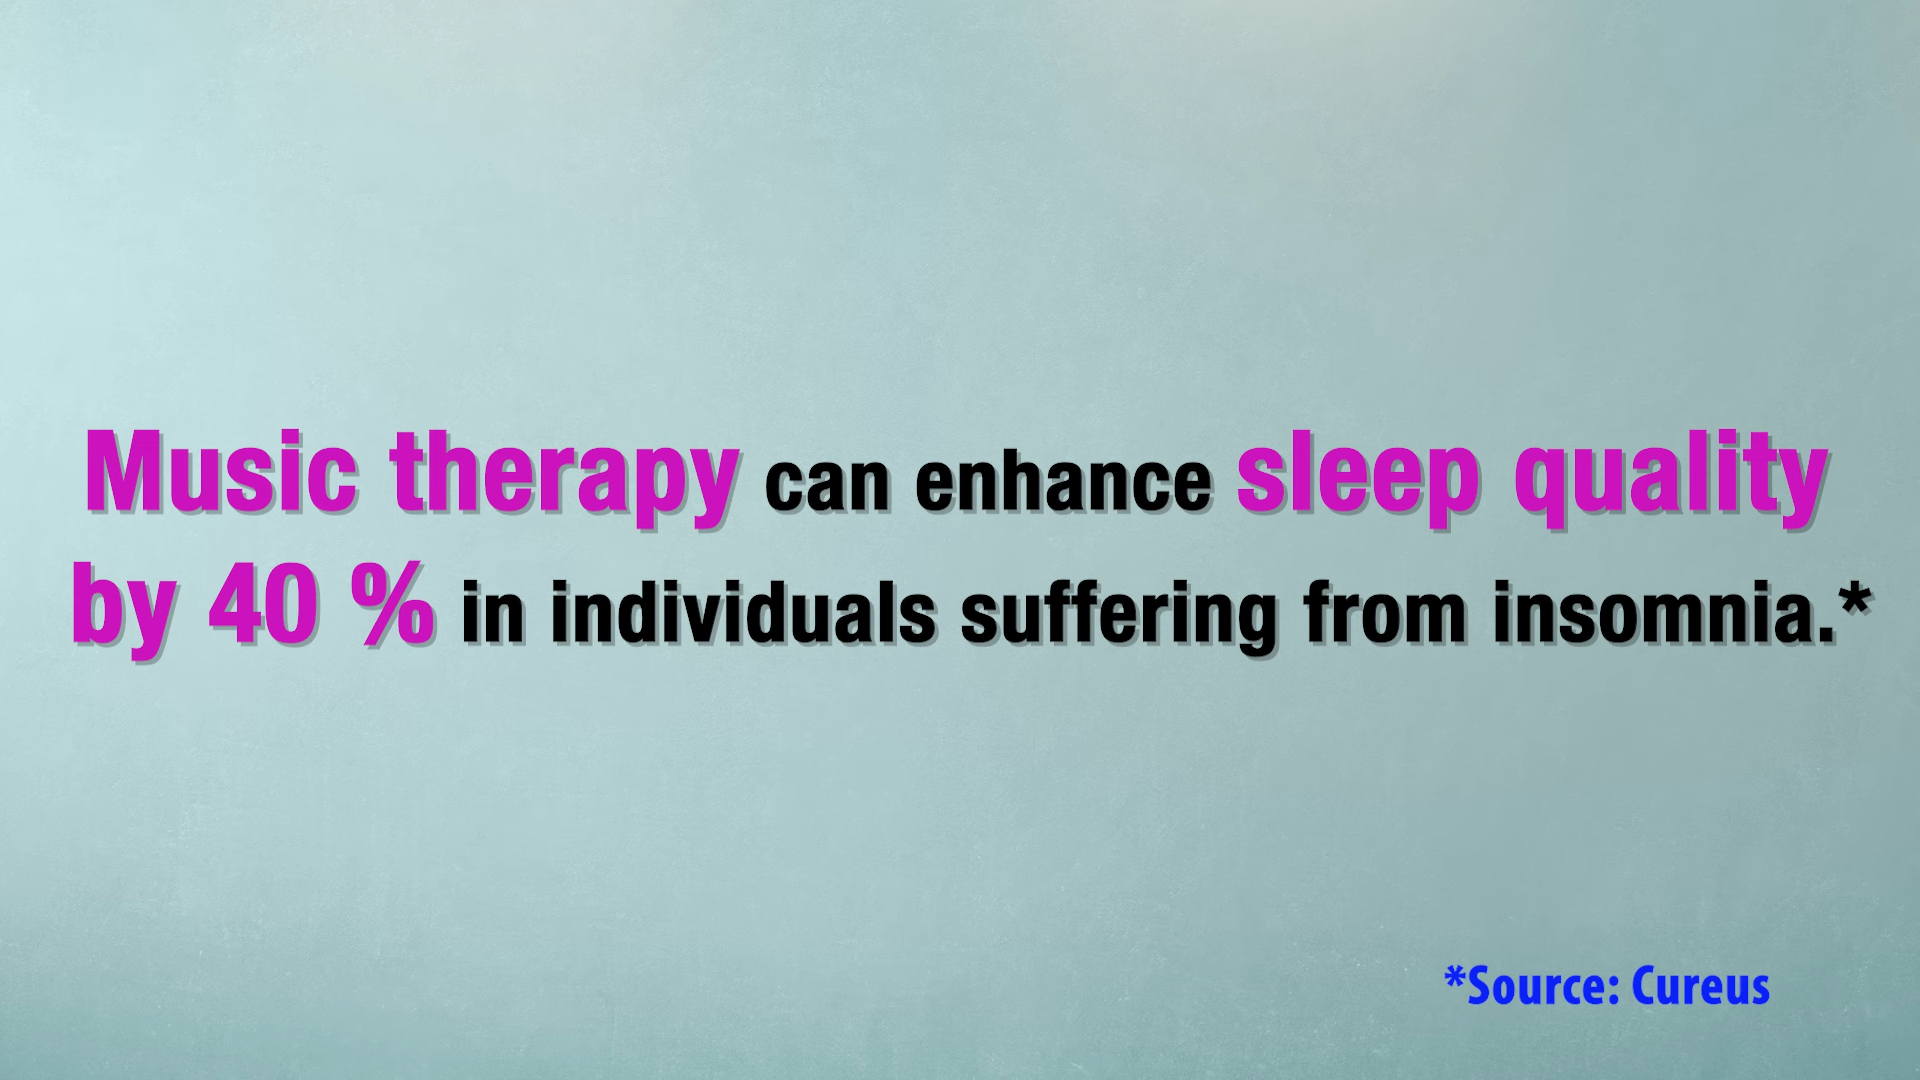 Music therapy can enhance sleep quality
by 40 % in individuals suffering from insomnia.*
*Source: Cureus